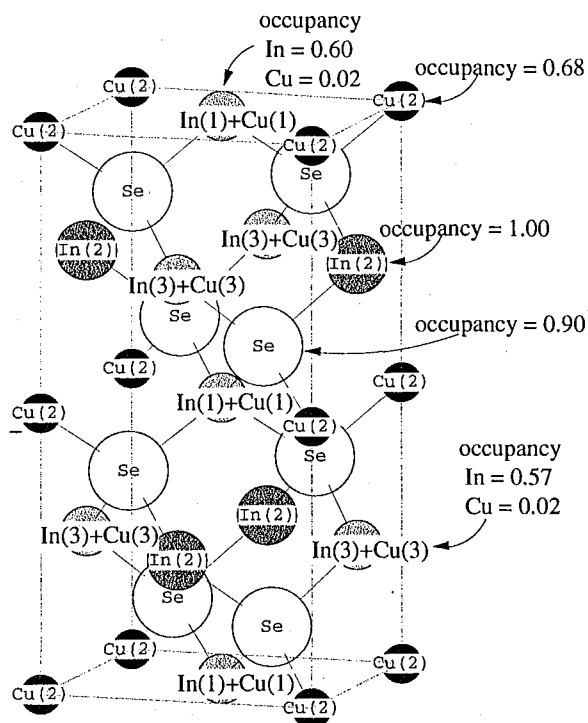 occupancy
In = 0.60
Cu = 0.02
occupancy = 0.68
Cu(2)
Cu(2)
In(1)+Cu(1)
Cu(2)
Cu(2)
Se
Se
In(3)+Cu(3)
occupancy = 1.00
In(2)
In(2)
In(3)+Cu(3)
Se
occupancy = 0.90
Se
Cu(2)
Cu(2)
In(1)+Cu(1)
Cu(2)
Cu(2)
occupancy
In = 0.57
Cu = 0.02
Se
Se
In(2)
In(3)+Cu(3)
In(3)+Cu(3)
In(2)
Se
Se
Cu(2)
Cu(2)
In(1)+Cu(1)
Cu(2)
Cu(2)